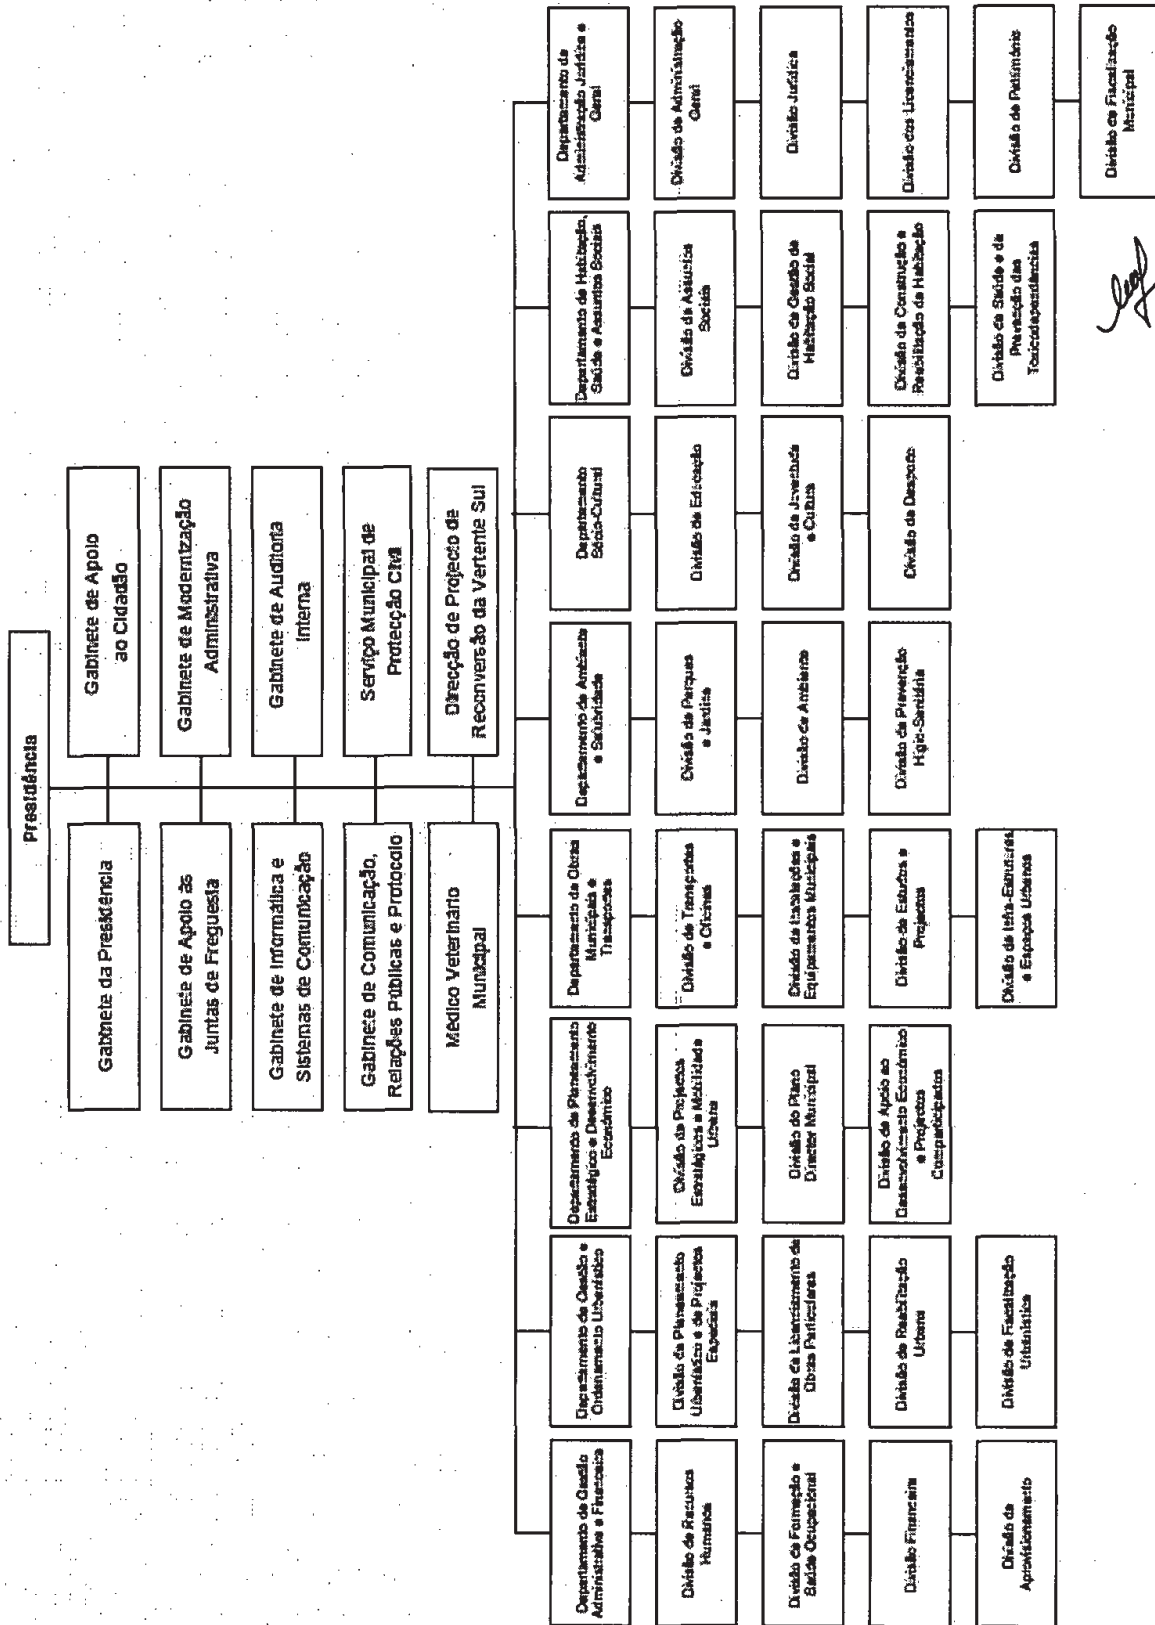 Presidência
Gabinete da Presidência
Gabinete de Apoio
ao Cidadão
Gabinete de Apoio às
Juntas de Freguesia
Gabinete de Modernização
Administrativa
Gabinete de Informática e
Sistemas de Comunicação
Gabinete de Auditoria
Interna
Gabinete de Comunicação,
Relações Públicas e Protocolo
Serviço Municipal de
Protecção Civil
Médico Veterinário
Municipal
Direcção de Projecto de
Reconversão da Vertente Sul
Departamento de Gestão
Administrativa e Financeira
Divisão de Recursos
Humanos
Divisão de Formação e
Saúde Ocupacional
Divisão Financeira
Divisão de
Aprovisionamento
Departamento de Gestão e
Ordenamento Urbanístico
Divisão de Planeamento
Urbanístico e de Projectos
Especiais
Divisão de Licenciamento de
Obras Particulares
Divisão de Reabilitação
Urbana
Divisão de Fiscalização
Urbanística
Departamento de Planeamento
Estratégico e Desenvolvimento
Económico
Divisão de Projectos
Estratégicos e Mobilidade
Urbana
Divisão do Plano
Director Municipal
Divisão de Apoio ao
Desenvolvimento Económico
e Projectos
Comparticipados
Departamento de Obras
Municipais e
Transportes
Divisão de Transportes
e Oficinas
Divisão de Instalações e
Equipamentos Municipais
Divisão de Estudos e
Projectos
Divisão de Infra-Estruturas
e Espaços Urbanos
Departamento de Ambiente
e Salubridade
Divisão de Parques
e Jardins
Divisão de Ambiente
Divisão de Prevenção
Higio-Sanitária
Departamento
Sócio-Cultural
Divisão de Educação
Divisão de Juventude
e Cultura
Divisão de Desporto
Departamento de Habitação,
Saúde e Assuntos Sociais
Divisão de Assuntos
Sociais
Divisão de Gestão de
Habitação Social
Divisão de Construção e
Reabilitação de Habitação
Divisão de Saúde e da
Prevenção das
Toxicodependências
Departamento de
Administração Jurídica e
Geral
Divisão de Administração
Geral
Divisão Jurídica
Divisão dos Licenciamentos
Divisão de Património
Divisão de Fiscalização
Municipal